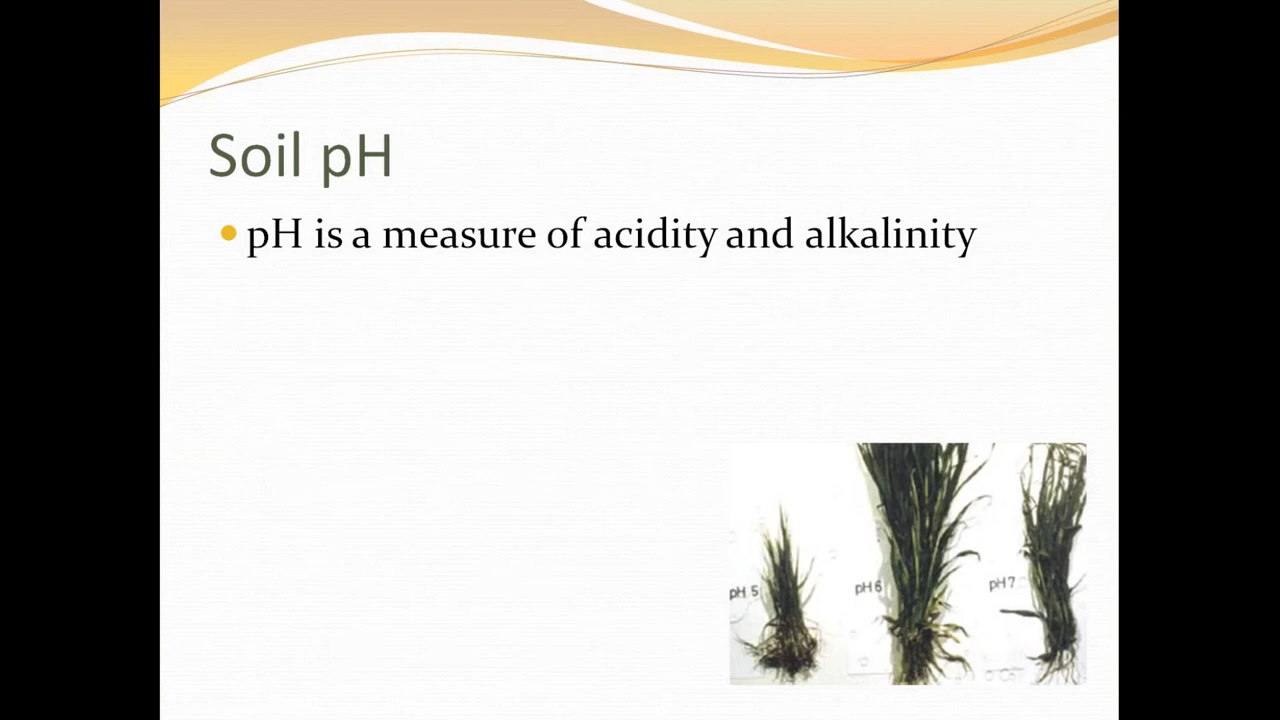 Soil pH
pH is a measure of acidity and alkalinity
pH 5
pH 6
pH 7